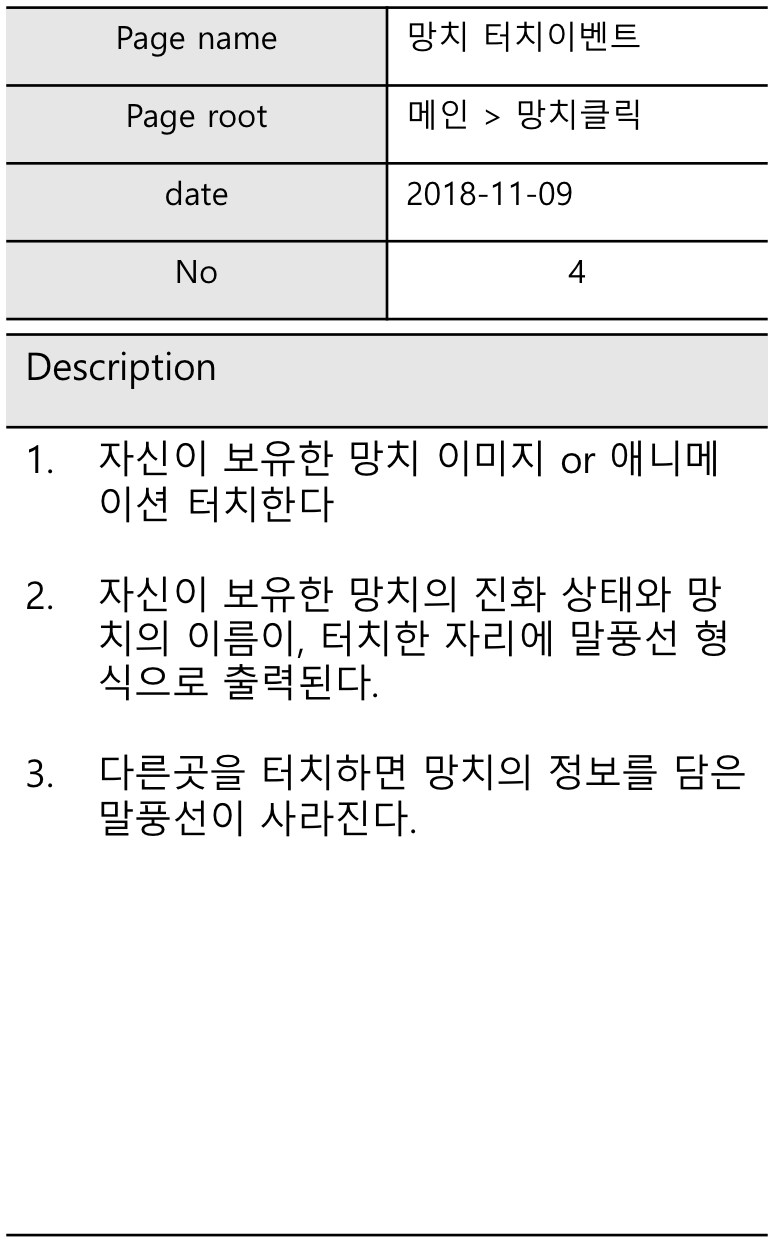 Page name 망치 터치이벤트
Page root 메인 > 망치클릭
date 2018-11-09
No 4
Description
1. 자신이 보유한 망치 이미지 or 애니메
이션 터치한다
2. 자신이 보유한 망치의 진화 상태와 망
치의 이름이, 터치한 자리에 말풍선 형
식으로 출력된다.
3. 다른곳을 터치하면 망치의 정보를 담은
말풍선이 사라진다.